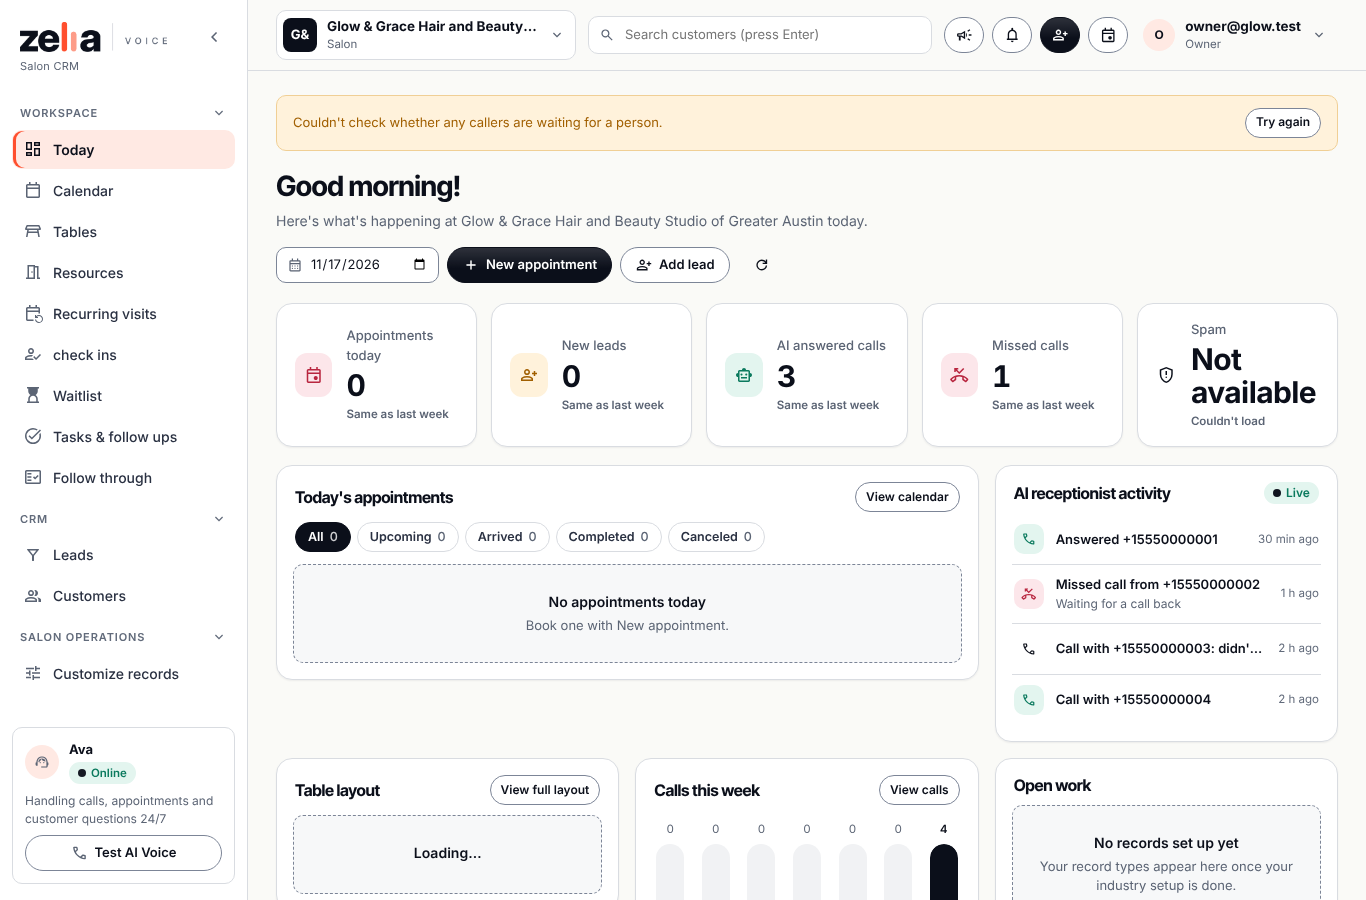 zella VOICE
Salon CRM
WORKSPACE
Today
Calendar
Tables
Resources
Recurring visits
check ins
Waitlist
Tasks & follow ups
Follow through
CRM
Leads
Customers
SALON OPERATIONS
Customize records
Ava
Online
Handling calls, appointments and
customer questions 24/7
Test AI Voice
G&
Glow & Grace Hair and Beauty...
Salon
Search customers (press Enter)
O
owner@glow.test
Owner
Couldn't check whether any callers are waiting for a person.
Try again
Good morning!
Here's what's happening at Glow & Grace Hair and Beauty Studio of Greater Austin today.
11/17/2026
New appointment
Add lead
Appointments
today
0
Same as last week
New leads
0
Same as last week
AI answered calls
3
Same as last week
Missed calls
1
Same as last week
Spam
Not
available
Couldn't load
Today's appointments
View calendar
All 0
Upcoming 0
Arrived 0
Completed 0
Canceled 0
No appointments today
Book one with New appointment.
AI receptionist activity
Live
Answered +15550000001
30 min ago
Missed call from +15550000002
Waiting for a call back
1 h ago
Call with +15550000003: didn'...
2 h ago
Call with +15550000004
2 h ago
Table layout
View full layout
Loading...
Calls this week
View calls
0 0 0 0 0 0 4
Open work
No records set up yet
Your record types appear here once your
industry setup is done.